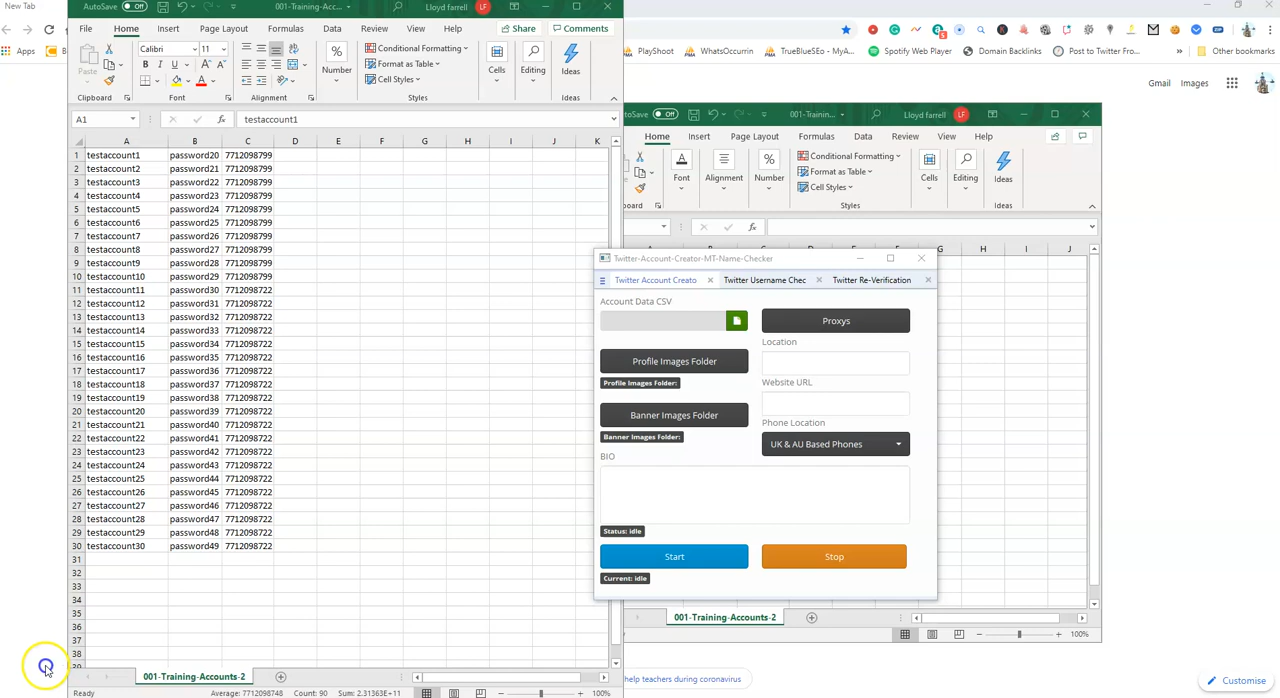 New Tab
AutoSave Off 001-Training-Acc... Lloyd farrell LF
File Home Insert Page Layout Formulas Data Review View Help Share Comments
Apps PlayShoot WhatsOccurrin TrueBlueSEo - MyA... Spotify Web Player Domain Backlinks Post to Twitter Fro... » Other bookmarks
Gmail Images
Calibri 11
Paste
Number
Conditional Formatting
Format as Table
Cell Styles
Cells
Editing
Ideas
Clipboard Font Alignment Styles Ideas
A1 fx testaccount1
A B C D E F G H I J K
1 testaccount1 password20 7712098799
2 testaccount2 password21 7712098799
3 testaccount3 password22 7712098799
4 testaccount4 password23 7712098799
5 testaccount5 password24 7712098799
6 testaccount6 password25 7712098799
7 testaccount7 password26 7712098799
8 testaccount8 password27 7712098799
9 testaccount9 password28 7712098799
10 testaccount10 password29 7712098799
11 testaccount11 password30 7712098722
12 testaccount12 password31 7712098722
13 testaccount13 password32 7712098722
14 testaccount14 password33 7712098722
15 testaccount15 password34 7712098722
16 testaccount16 password35 7712098722
17 testaccount17 password36 7712098722
18 testaccount18 password37 7712098722
19 testaccount19 password38 7712098722
20 testaccount20 password39 7712098722
21 testaccount21 password40 7712098722
22 testaccount22 password41 7712098722
23 testaccount23 password42 7712098722
24 testaccount24 password43 7712098722
25 testaccount25 password44 7712098722
26 testaccount26 password45 7712098722
27 testaccount27 password46 7712098722
28 testaccount28 password47 7712098722
29 testaccount29 password48 7712098722
30 testaccount30 password49 7712098722
31
32
33
34
35
36
37
38
001-Training-Accounts-2
Ready Average: 7712098748 Count: 90 Sum: 2.31363E+11 100%
toSave Off 001-Trainin... Lloyd farrell LF
Home Insert Page Layout Formulas Data Review View Help
Font
Alignment
Number
Conditional Formatting
Format as Table
Cell Styles
Cells
Editing
Ideas
board Styles Ideas
fx
G H I J
Twitter-Account-Creator-MT-Name-Checker
Twitter Account Creato Twitter Username Chec Twitter Re-Verification
Account Data CSV
Proxys
Location
Profile Images Folder
Profile Images Folder:
Website URL
Banner Images Folder
Banner Images Folder:
Phone Location
UK & AU Based Phones
BIO
Status: idle
Start Stop
Current: idle
001-Training-Accounts-2
100%
help teachers during coronavirus
Customise